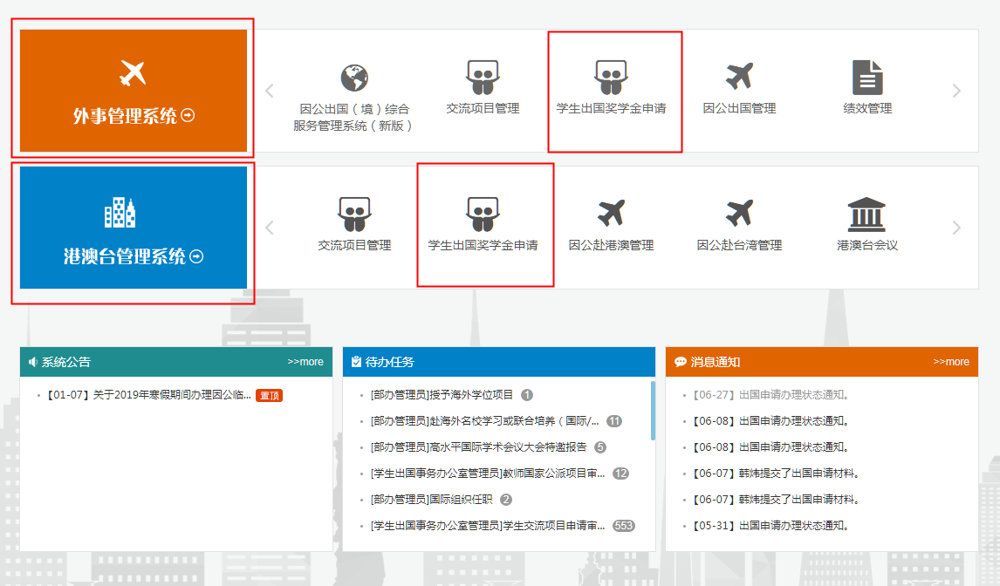 外事管理系统
因公出国（境）综合
服务管理系统（新版）
交流项目管理
学生出国奖学金申请
因公出国管理
绩效管理
港澳台管理系统
交流项目管理
学生出国奖学金申请
因公赴港澳管理
因公赴台湾管理
港澳台会议
系统公告 >>more
【01-07】关于2019年寒假期间办理因公临... 置顶
待办任务
[部办管理员]授予海外学位项目 1
[部办管理员]赴海外名校学习或联合培养（国际/... 11
[部办管理员]高水平国际学术会议大会特邀报告 5
[学生出国事务办公室管理员]教师国家公派项目审... 12
[部办管理员]国际组织任职 2
[学生出国事务办公室管理员]学生交流项目申请审... 553
消息通知 >>more
【06-27】出国申请办理状态通知。
【06-08】出国申请办理状态通知。
【06-08】出国申请办理状态通知。
【06-07】韩炜提交了出国申请材料。
【06-07】韩炜提交了出国申请材料。
【05-31】出国申请办理状态通知。